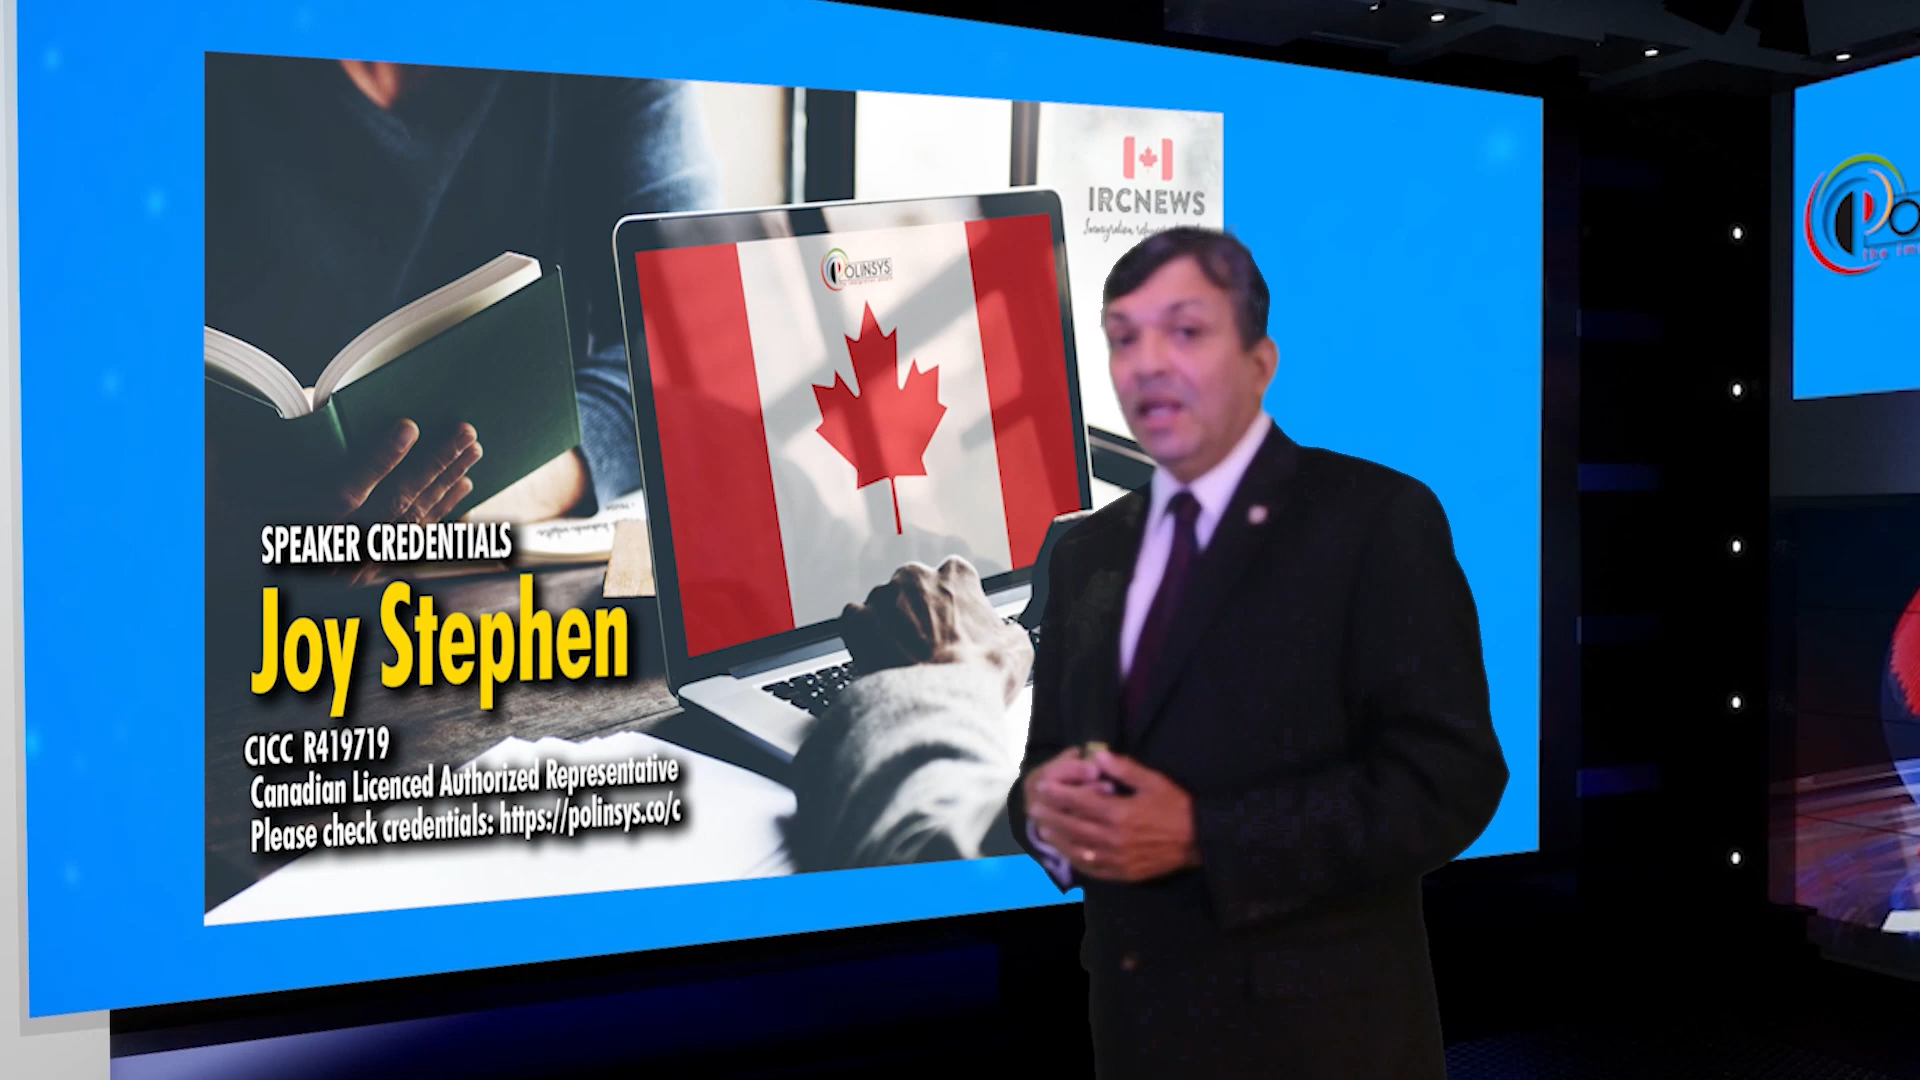 IRCNEWS
POLINSYS
SPEAKER CREDENTIALS
Joy Stephen
CICC R419719
Canadian Licenced Authorized Representative
Please check credentials: https://polinsys.co/c